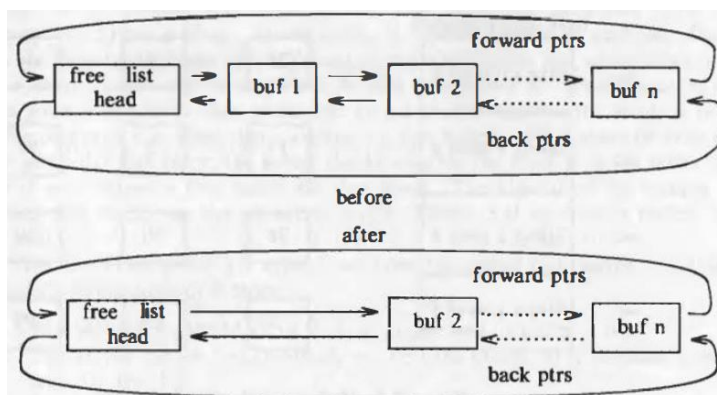 forward ptrs
free list
head
buf 1
buf 2
buf n
back ptrs
before
after
forward ptrs
free list
head
buf 2
buf n
back ptrs